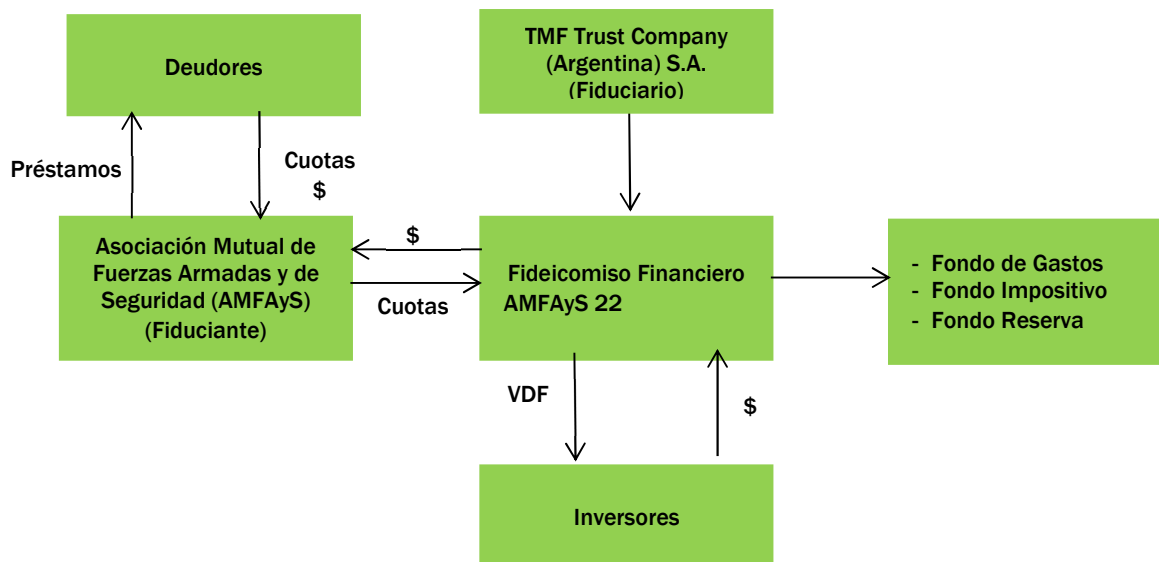 Deudores
TMF Trust Company
(Argentina) S.A.
(Fiduciario)
Préstamos
Cuotas
$
Asociación Mutual de
Fuerzas Armadas y de
Seguridad (AMFAyS)
(Fiduciante)
$
Cuotas
Fideicomiso Financiero
AMFAyS 22
- Fondo de Gastos
- Fondo Impositivo
- Fondo Reserva
VDF
$
Inversores